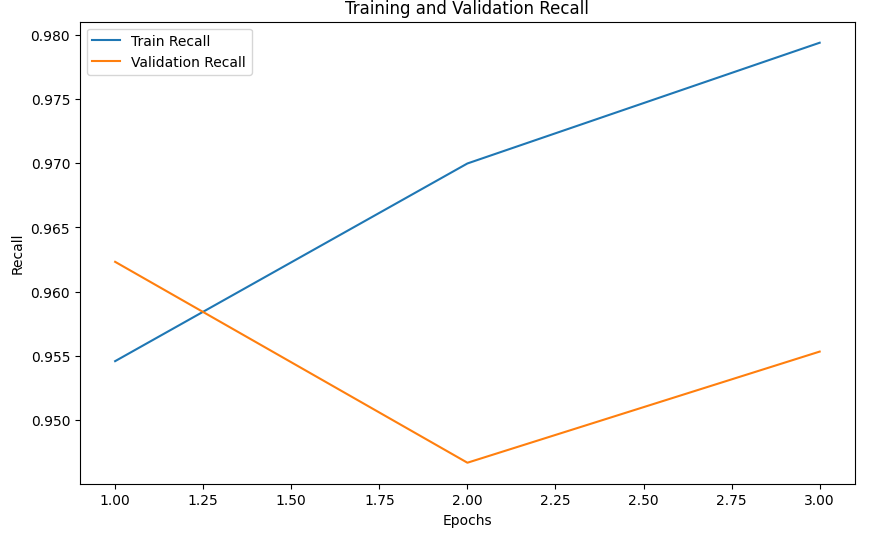 Training and Validation Recall
Train Recall
Validation Recall
0.980
0.975
0.970
0.965
0.960
0.955
0.950
Recall
1.00 1.25 1.50 1.75 2.00 2.25 2.50 2.75 3.00
Epochs